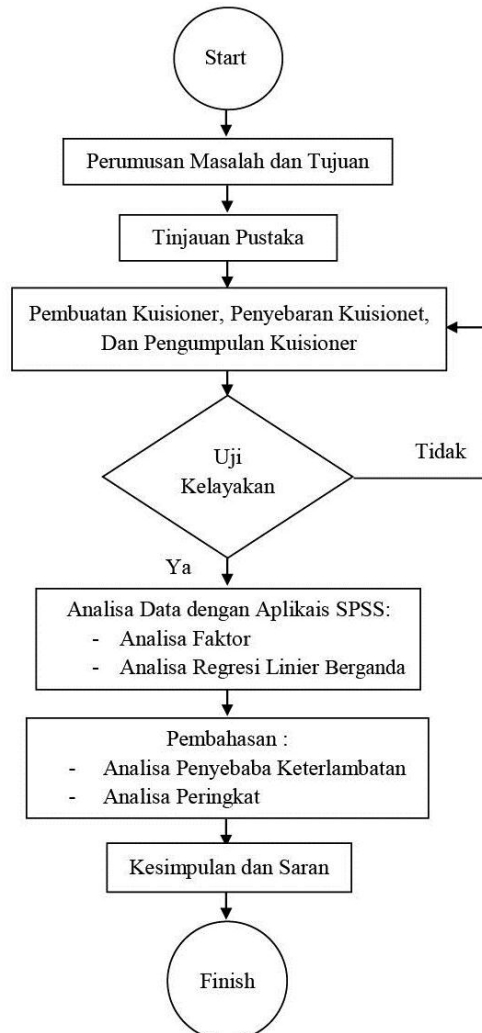 Start
Perumusan Masalah dan Tujuan
Tinjauan Pustaka
Pembuatan Kuisioner, Penyebaran Kuisionet,
Dan Pengumpulan Kuisioner
Uji
Kelayakan
Tidak
Ya
Analisa Data dengan Aplikais SPSS:
- Analisa Faktor
- Analisa Regresi Linier Berganda
Pembahasan :
- Analisa Penyebaba Keterlambatan
- Analisa Peringkat
Kesimpulan dan Saran
Finish